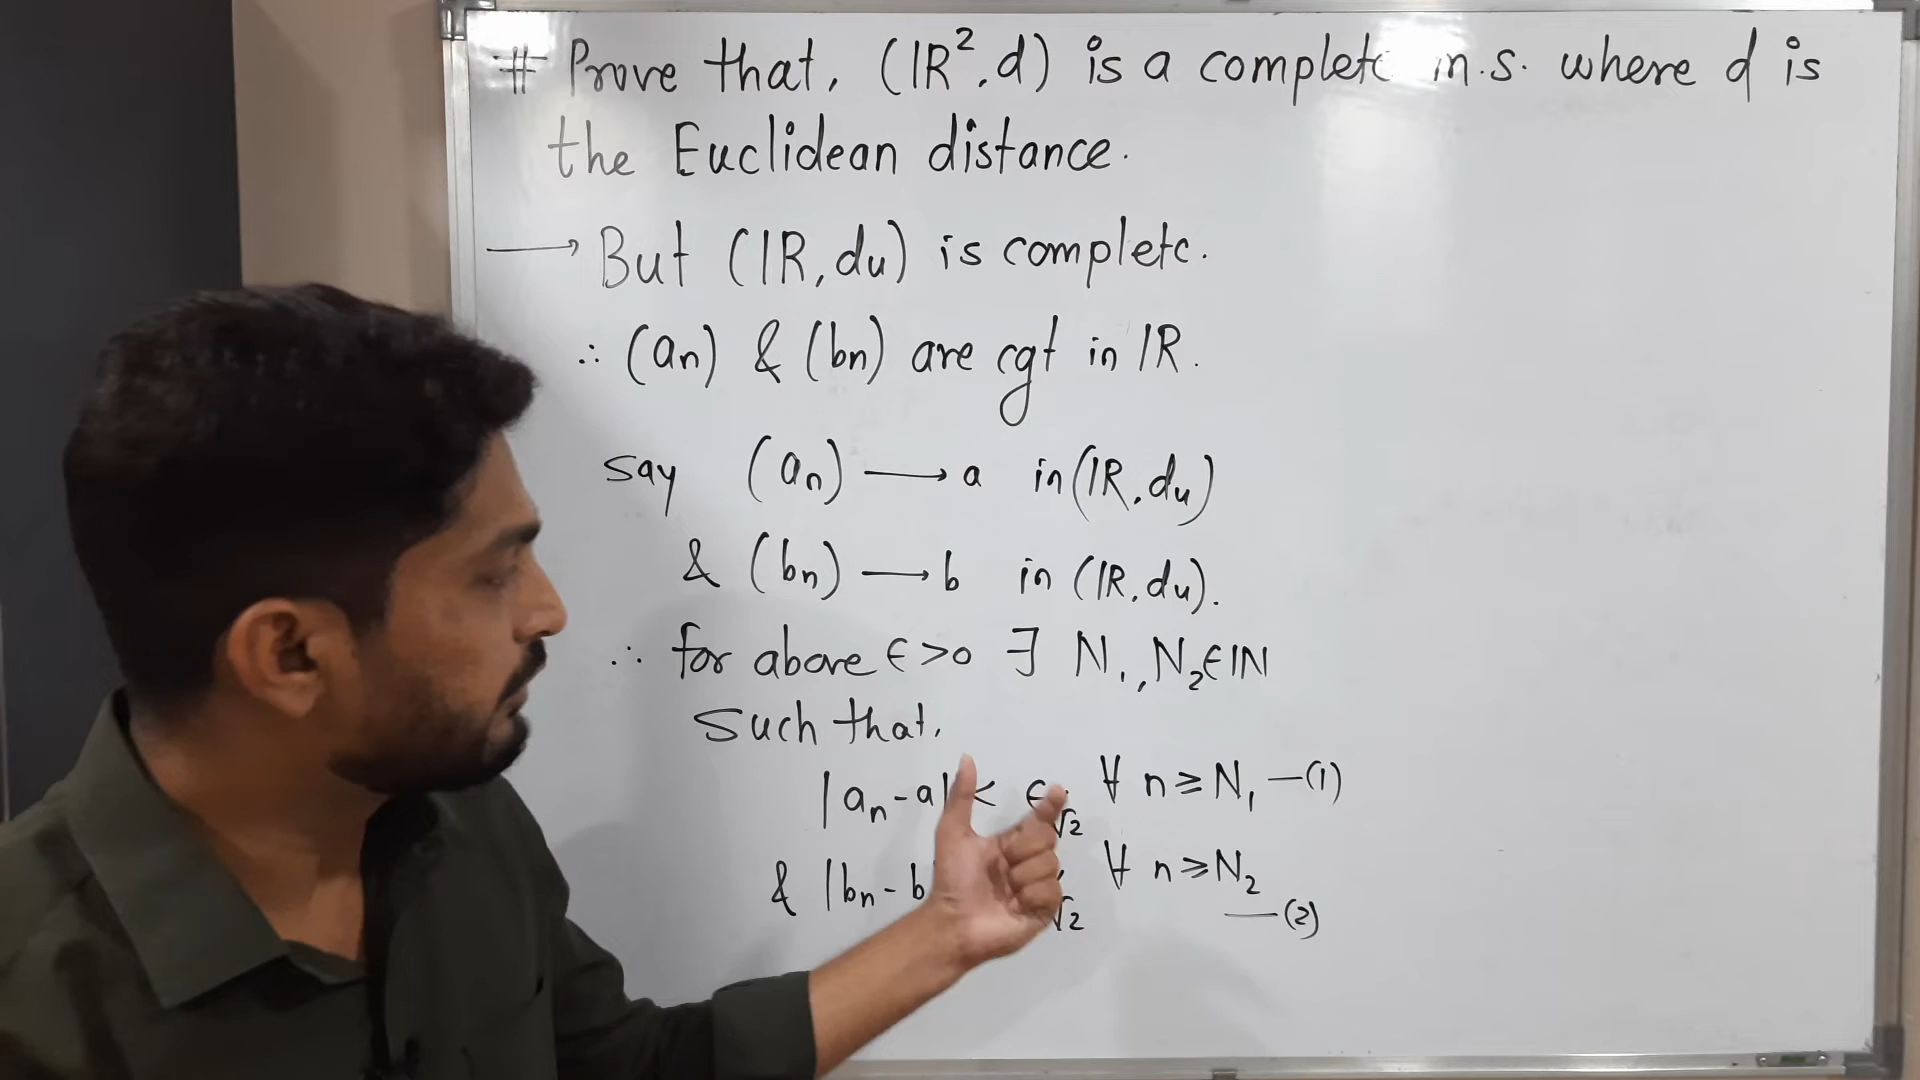 # Prove that, (IR², d) is a complete m.s. where d is
the Euclidean distance.
⟶ But (IR, du) is complete.
∴ (an) & (bn) are cgt in IR.
say (an) ⟶ a in (IR, du)
& (bn) ⟶ b in (IR, du).
∴ for above ϵ>0 ∃ N₁, N₂ ϵ IN
Such that,
|an - a| < ϵ/√2 ∀ n ≥ N₁ —(1)
& |bn - b √2 ∀ n ≥ N₂
—(2)